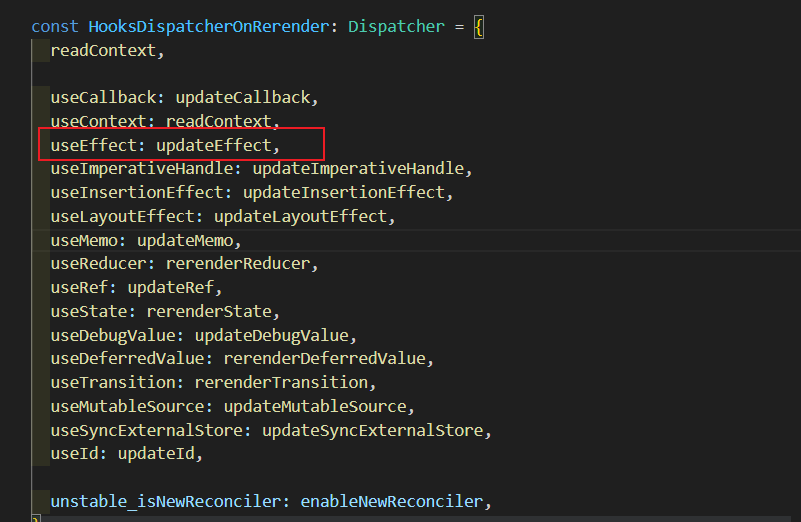 const HooksDispatcherOnRerender: Dispatcher = {
readContext,
useCallback: updateCallback,
useContext: readContext,
useEffect: updateEffect,
useImperativeHandle: updateImperativeHandle,
useInsertionEffect: updateInsertionEffect,
useLayoutEffect: updateLayoutEffect,
useMemo: updateMemo,
useReducer: rerenderReducer,
useRef: updateRef,
useState: rerenderState,
useDebugValue: updateDebugValue,
useDeferredValue: rerenderDeferredValue,
useTransition: rerenderTransition,
useMutableSource: updateMutableSource,
useSyncExternalStore: updateSyncExternalStore,
useId: updateId,
unstable_isNewReconciler: enableNewReconciler,
}